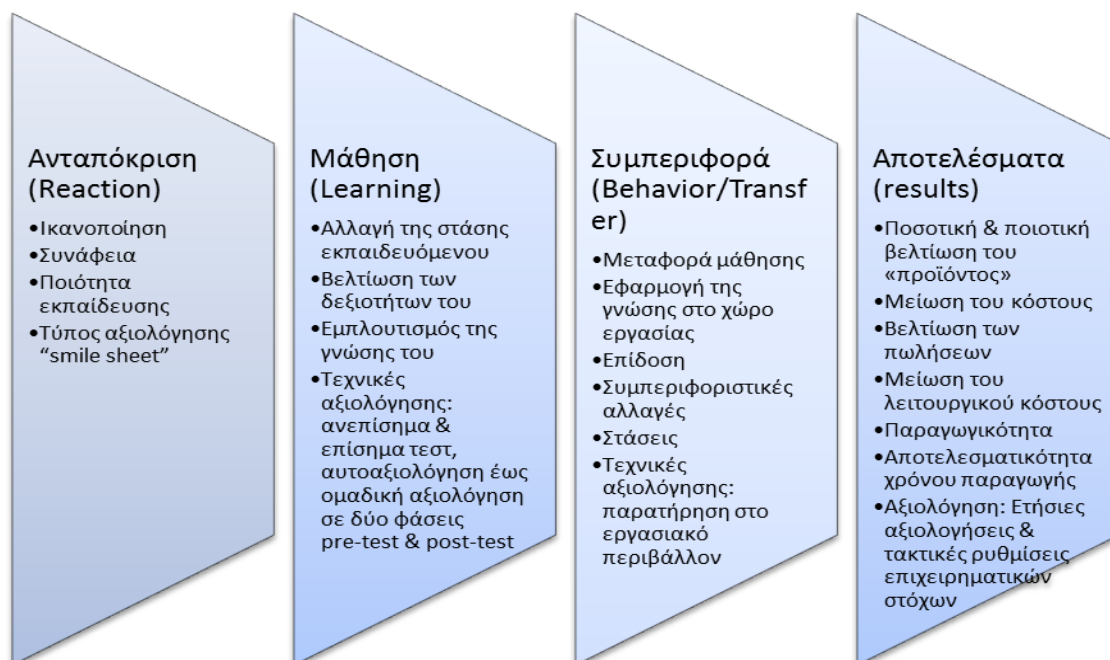 Ανταπόκριση
(Reaction)
•Ικανοποίηση
•Συνάφεια
•Ποιότητα
εκπαίδευσης
•Τύπος αξιολόγησης
“smile sheet”
Μάθηση
(Learning)
•Αλλαγή της στάσης
εκπαιδευόμενου
•Βελτίωση των
δεξιοτήτων του
•Εμπλουτισμός της
γνώσης του
•Τεχνικές
αξιολόγησης:
ανεπίσημα &
επίσημα τεστ,
αυτοαξιολόγηση έως
ομαδική αξιολόγηση
σε δύο φάσεις
pre-test & post-test
Συμπεριφορά
(Behavior/Transf
er)
•Μεταφορά μάθησης
•Εφαρμογή της
γνώσης στο χώρο
εργασίας
•Επίδοση
•Συμπεριφοριστικές
αλλαγές
•Στάσεις
•Τεχνικές
αξιολόγησης:
παρατήρηση στο
εργασιακό
περιβάλλον
Αποτελέσματα
(results)
•Ποσοτική & ποιοτική
βελτίωση του
«προϊόντος»
•Μείωση του κόστους
•Βελτίωση των
πωλήσεων
•Μείωση του
λειτουργικού κόστους
•Παραγωγικότητα
•Αποτελεσματικότητα
χρόνου παραγωγής
•Αξιολόγηση: Ετήσιες
αξιολογήσεις &
τακτικές ρυθμίσεις
επιχειρηματικών
στόχων